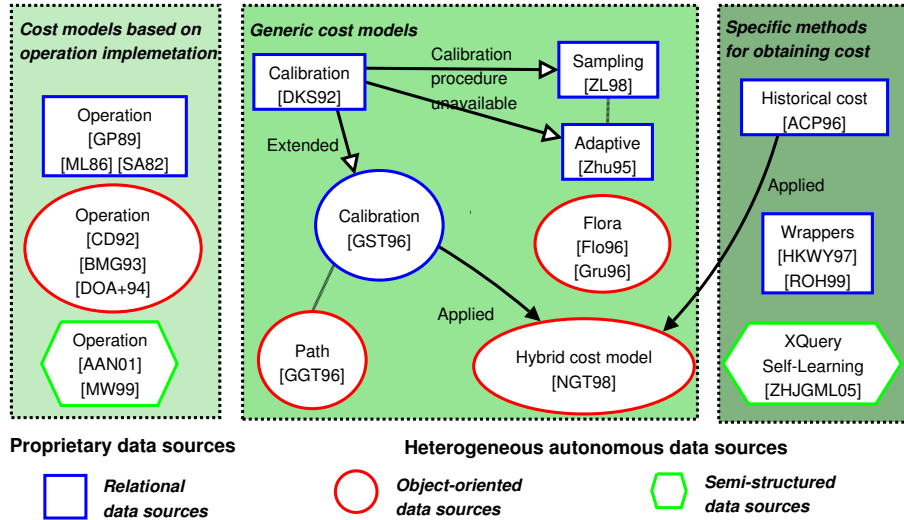 Cost models based on
operation implemetation
Operation
[GP89]
[ML86] [SA82]
Operation
[CD92]
[BMG93]
[DOA+94]
Operation
[AAN01]
[MW99]
Generic cost models
Calibration
[DKS92]
Calibration
procedure
unavailable
Sampling
[ZL98]
Adaptive
[Zhu95]
Extended
Calibration
[GST96]
Flora
[Flo96]
[Gru96]
Applied
Path
[GGT96]
Hybrid cost model
[NGT98]
Specific methods
for obtaining cost
Historical cost
[ACP96]
Applied
Wrappers
[HKWY97]
[ROH99]
XQuery
Self-Learning
[ZHJGML05]
Proprietary data sources
Heterogeneous autonomous data sources
Relational
data sources
Object-oriented
data sources
Semi-structured
data sources